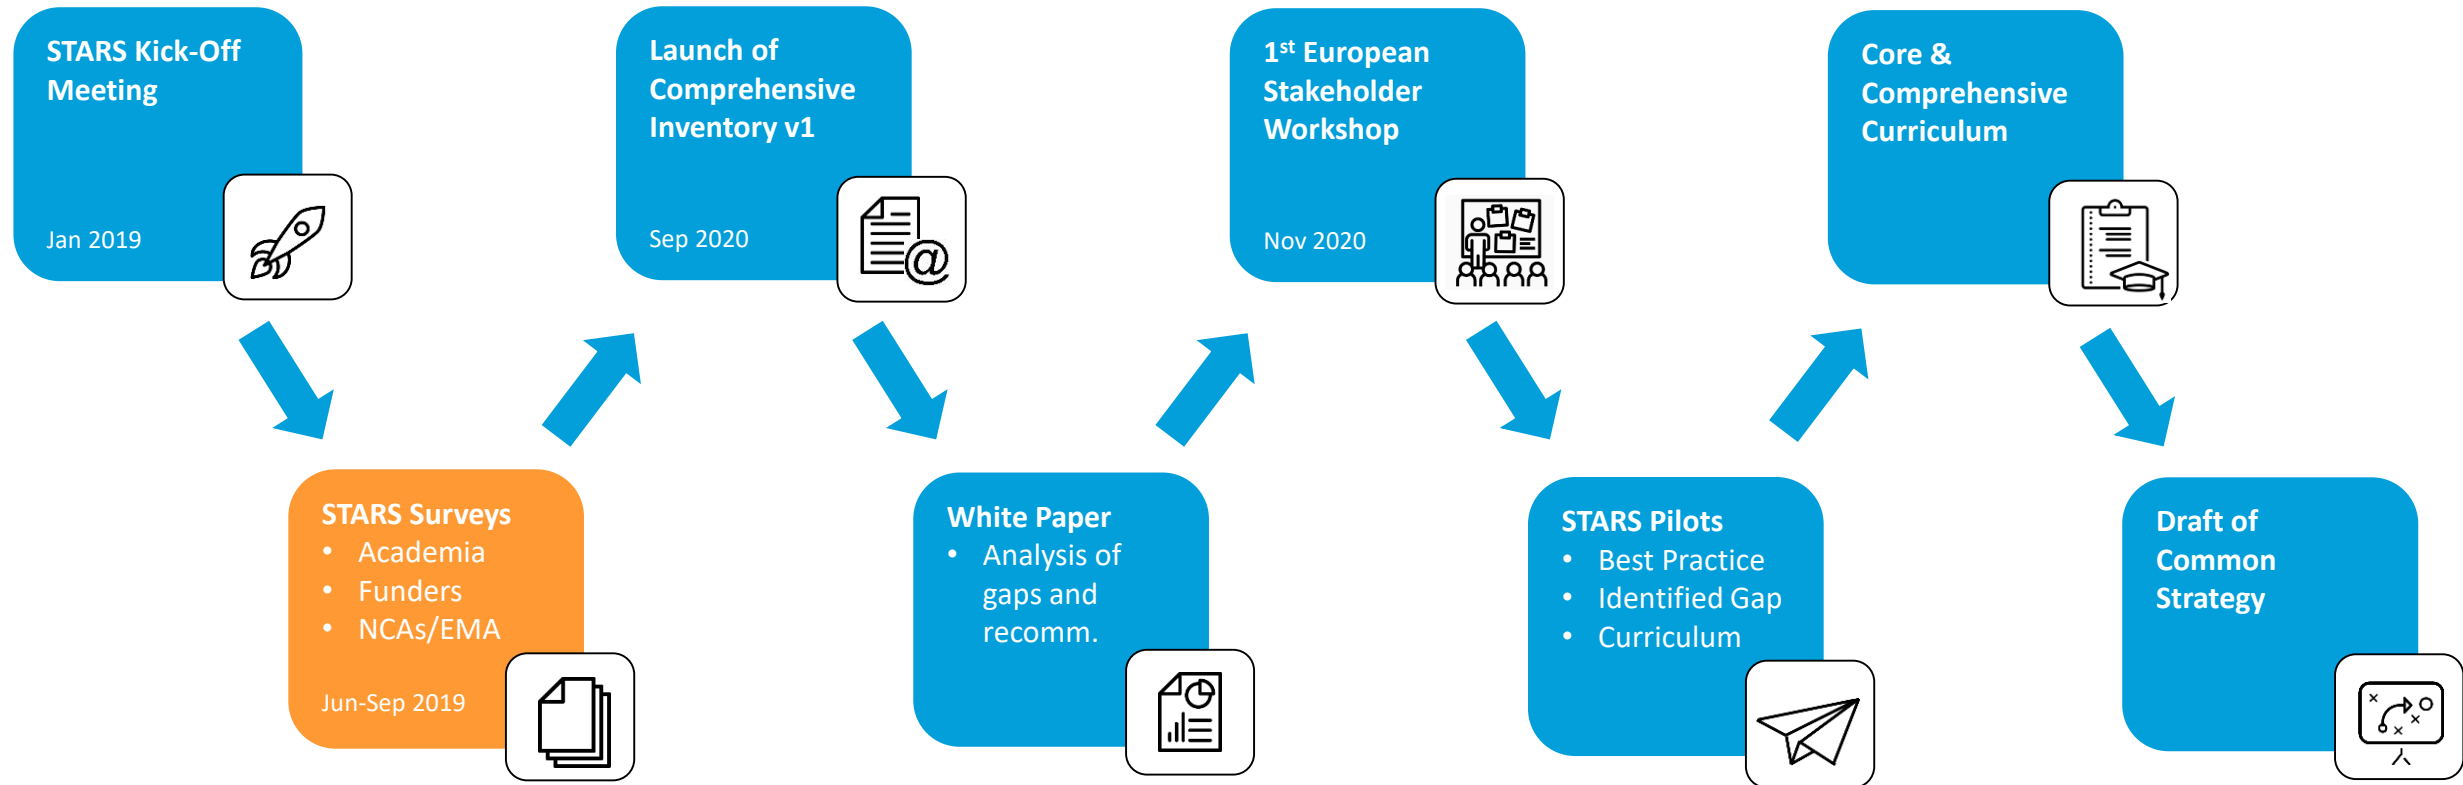 STARS Kick-Off
Meeting
Jan 2019
STARS Surveys
• Academia
• Funders
• NCAs/EMA
Jun-Sep 2019
Launch of
Comprehensive
Inventory v1
Sep 2020
@
White Paper
• Analysis of
gaps and
recomm.
1st European
Stakeholder
Workshop
Nov 2020
STARS Pilots
• Best Practice
• Identified Gap
• Curriculum
Core &
Comprehensive
Curriculum
Draft of
Common
Strategy